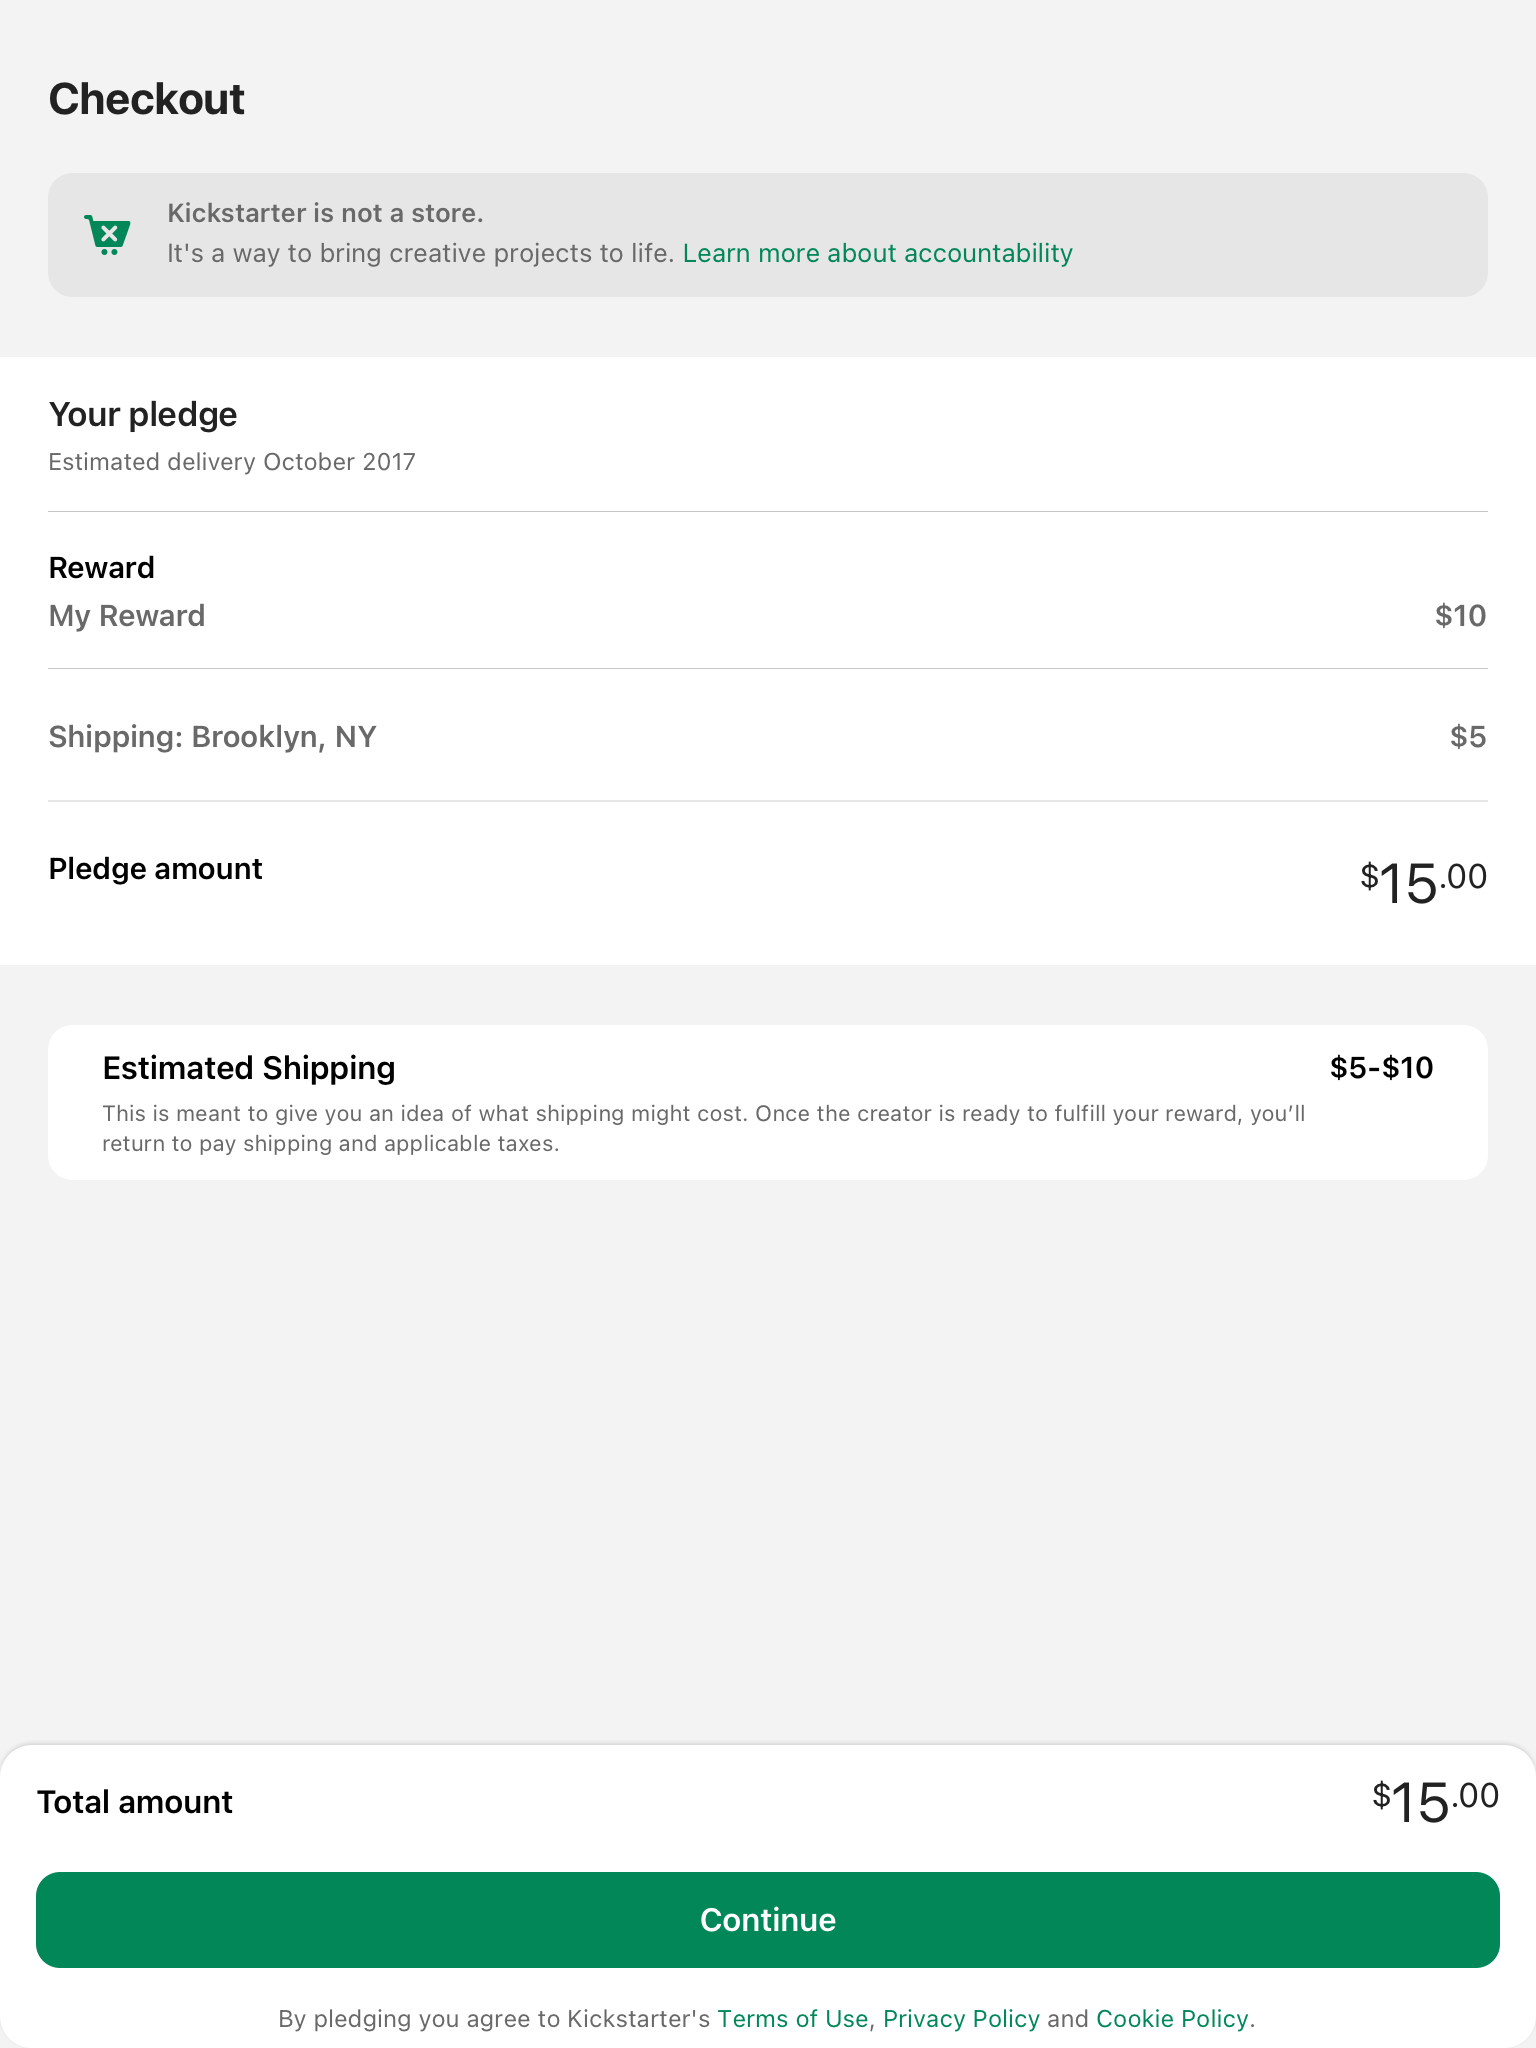 Checkout
Kickstarter is not a store.
It's a way to bring creative projects to life. Learn more about accountability
Your pledge
Estimated delivery October 2017
Reward
My Reward $10
Shipping: Brooklyn, NY $5
Pledge amount $15.00
Estimated Shipping $5-$10
This is meant to give you an idea of what shipping might cost. Once the creator is ready to fulfill your reward, you’ll
return to pay shipping and applicable taxes.
Total amount $15.00
Continue
By pledging you agree to Kickstarter's Terms of Use, Privacy Policy and Cookie Policy.